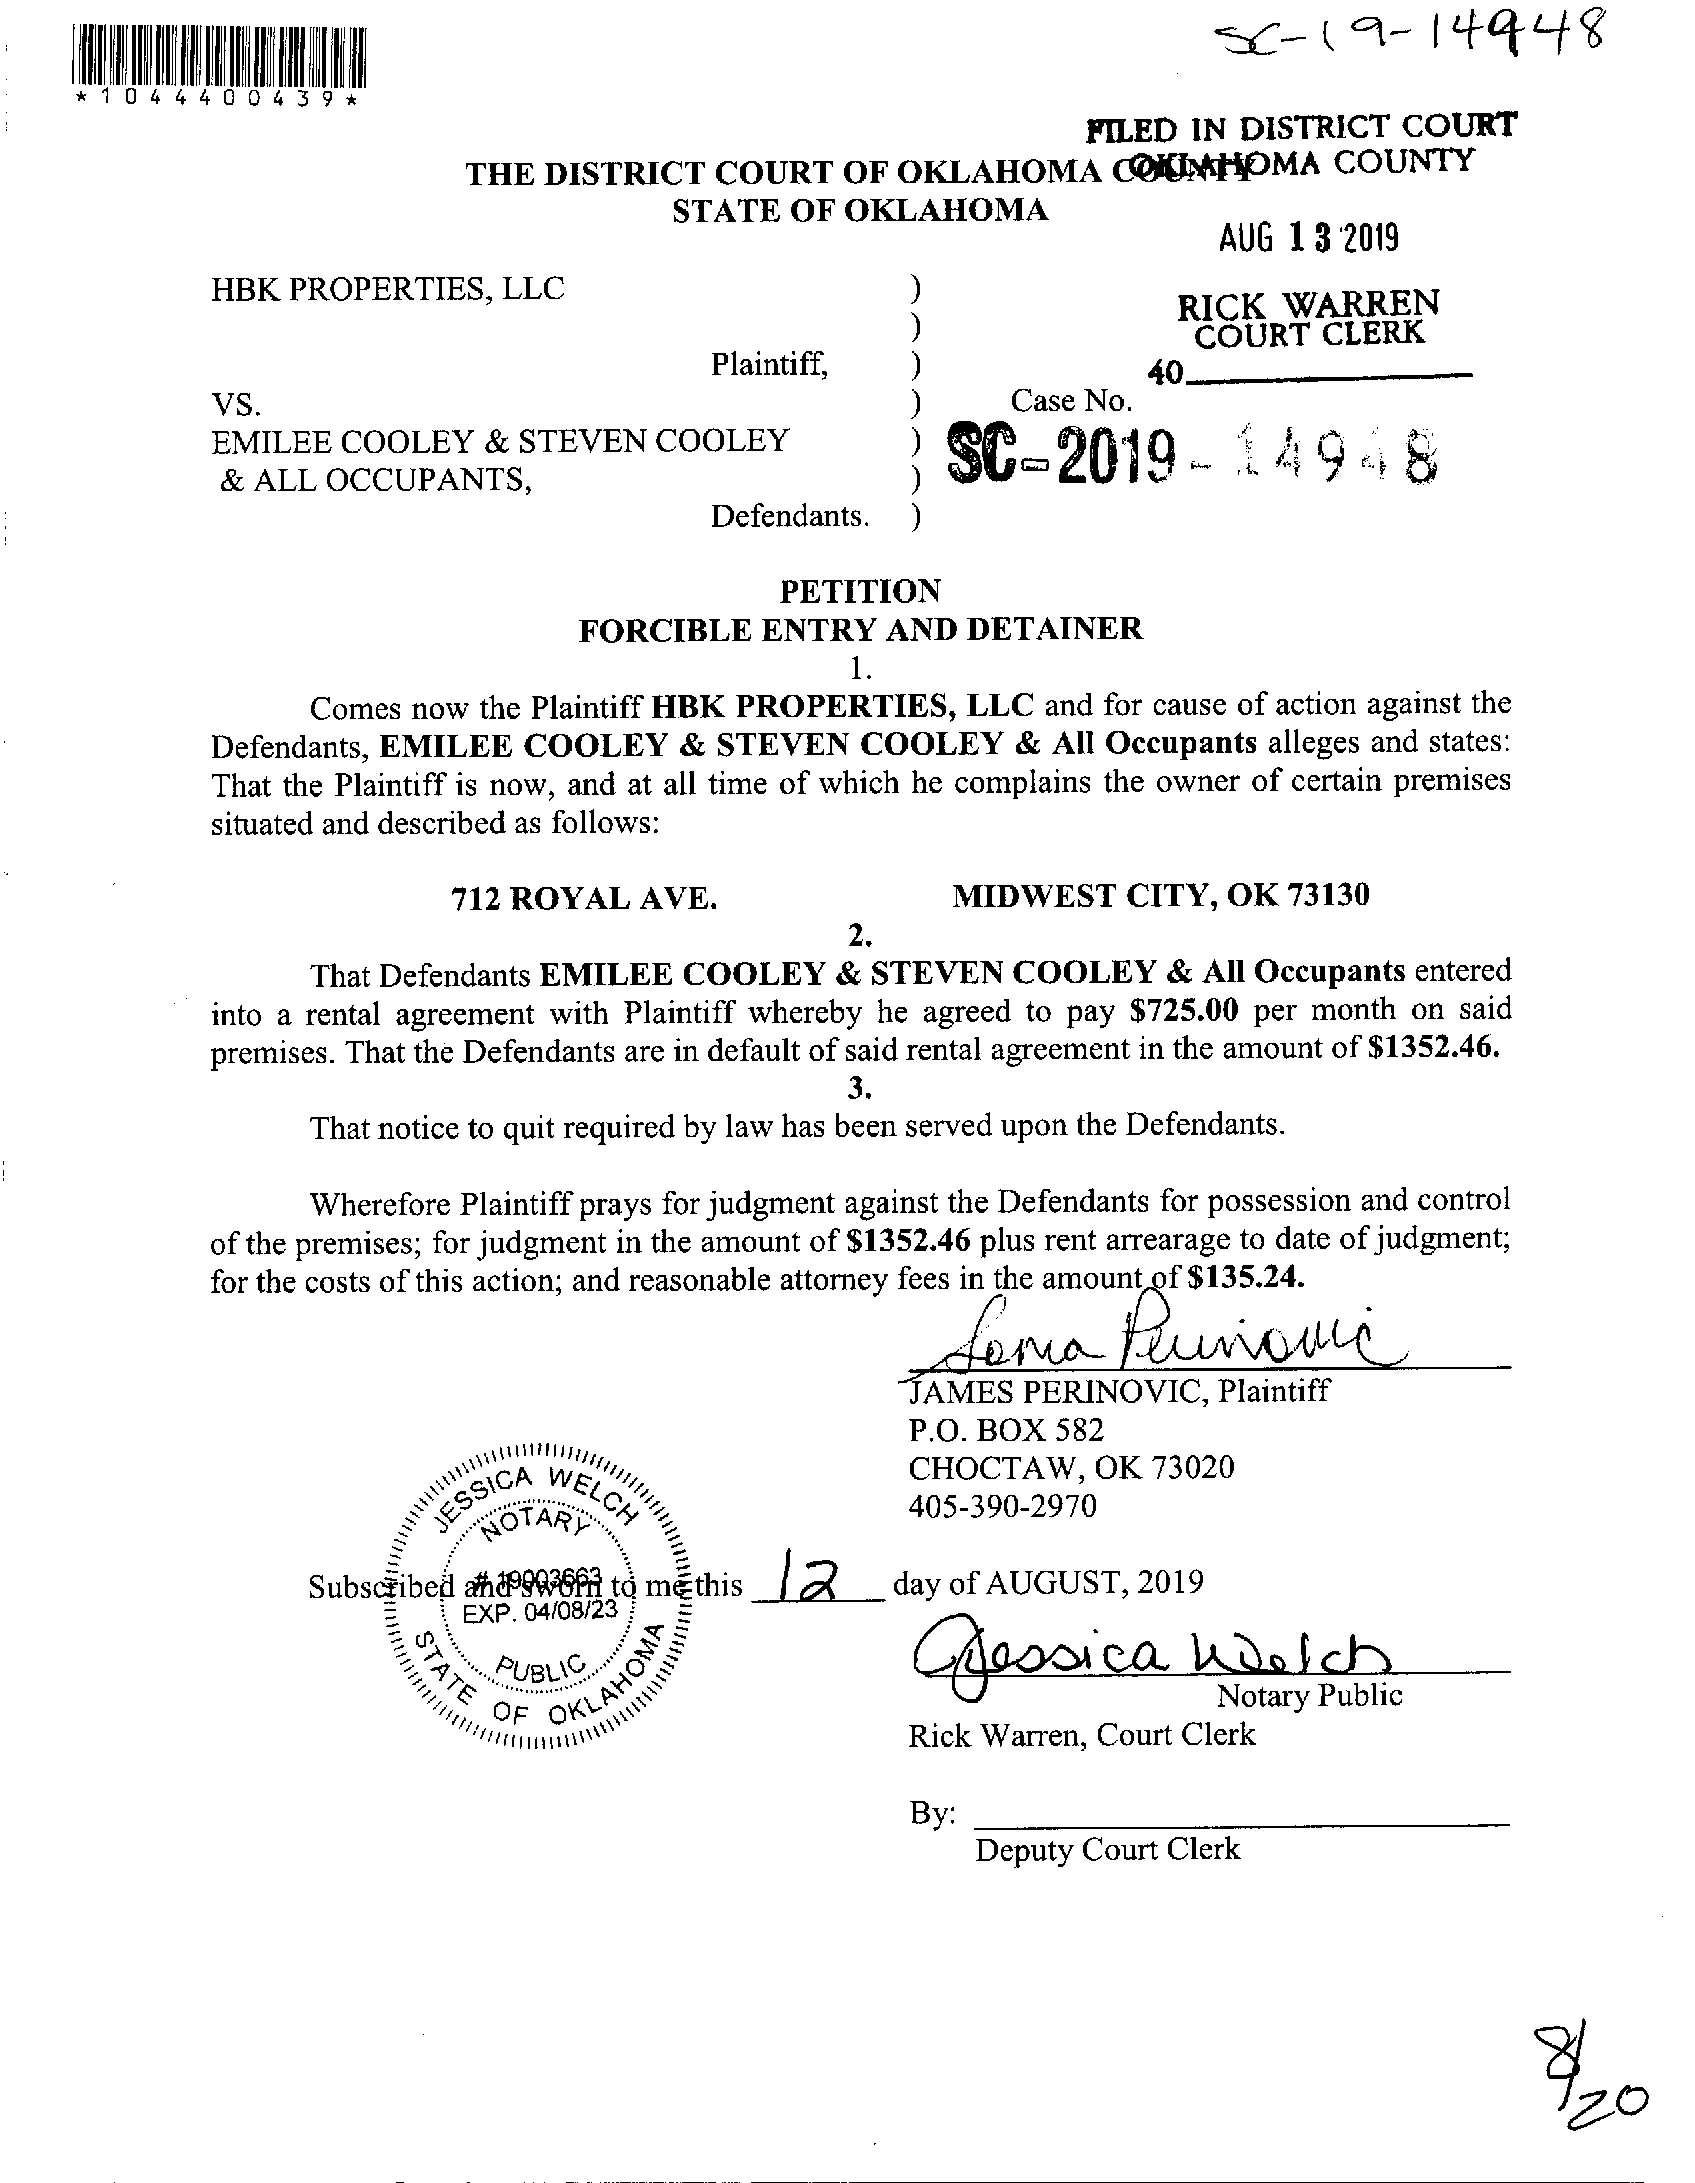 SC-19-14948
*1044400439*
FILED IN DISTRICT COURT
OKLAHOMA COUNTY
THE DISTRICT COURT OF OKLAHOMA COUNTY
STATE OF OKLAHOMA
AUG 13 2019
HBK PROPERTIES, LLC )
)
RICK WARREN
COURT CLERK
Plaintiff, )
40
VS. ) Case No.
EMILEE COOLEY & STEVEN COOLEY ) SC-2019-14948
& ALL OCCUPANTS, )
Defendants. )
PETITION
FORCIBLE ENTRY AND DETAINER
1.
Comes now the Plaintiff HBK PROPERTIES, LLC and for cause of action against the
Defendants, EMILEE COOLEY & STEVEN COOLEY & All Occupants alleges and states:
That the Plaintiff is now, and at all time of which he complains the owner of certain premises
situated and described as follows:
712 ROYAL AVE. MIDWEST CITY, OK 73130
2.
That Defendants EMILEE COOLEY & STEVEN COOLEY & All Occupants entered
into a rental agreement with Plaintiff whereby he agreed to pay $725.00 per month on said
premises. That the Defendants are in default of said rental agreement in the amount of $1352.46.
3.
That notice to quit required by law has been served upon the Defendants.
Wherefore Plaintiff prays for judgment against the Defendants for possession and control
of the premises; for judgment in the amount of $1352.46 plus rent arrearage to date of judgment;
for the costs of this action; and reasonable attorney fees in the amount of $135.24.
Perinovic
JAMES PERINOVIC, Plaintiff
P.O. BOX 582
CHOCTAW, OK 73020
405-390-2970
JESSICA WELCH
NOTARY
# 19003663
EXP. 04/08/23
PUBLIC
STATE OF OKLAHOMA
Subscribed and sworn to me this 12 day of AUGUST, 2019
Jessica Welch
Notary Public
Rick Warren, Court Clerk
By:
Deputy Court Clerk
8/20